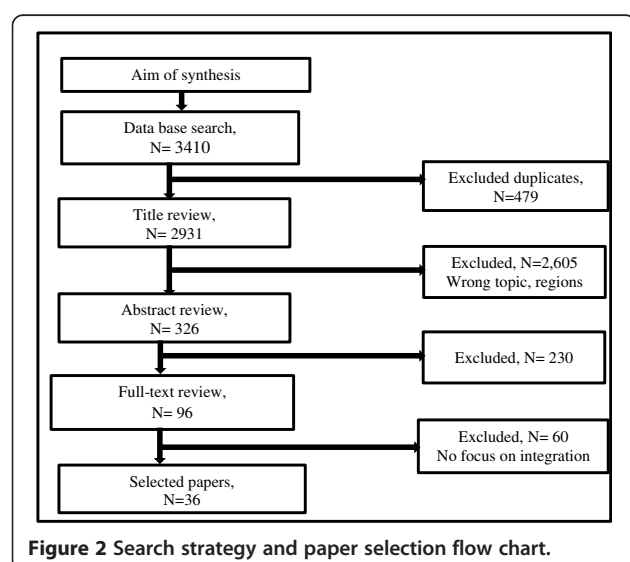 Aim of synthesis
Data base search,
N= 3410
Excluded duplicates,
N=479
Title review,
N= 2931
Excluded, N=2,605
Wrong topic, regions
Abstract review,
N= 326
Excluded, N= 230
Full-text review,
N= 96
Excluded, N= 60
No focus on integration
Selected papers,
N=36
Figure 2 Search strategy and paper selection flow chart.